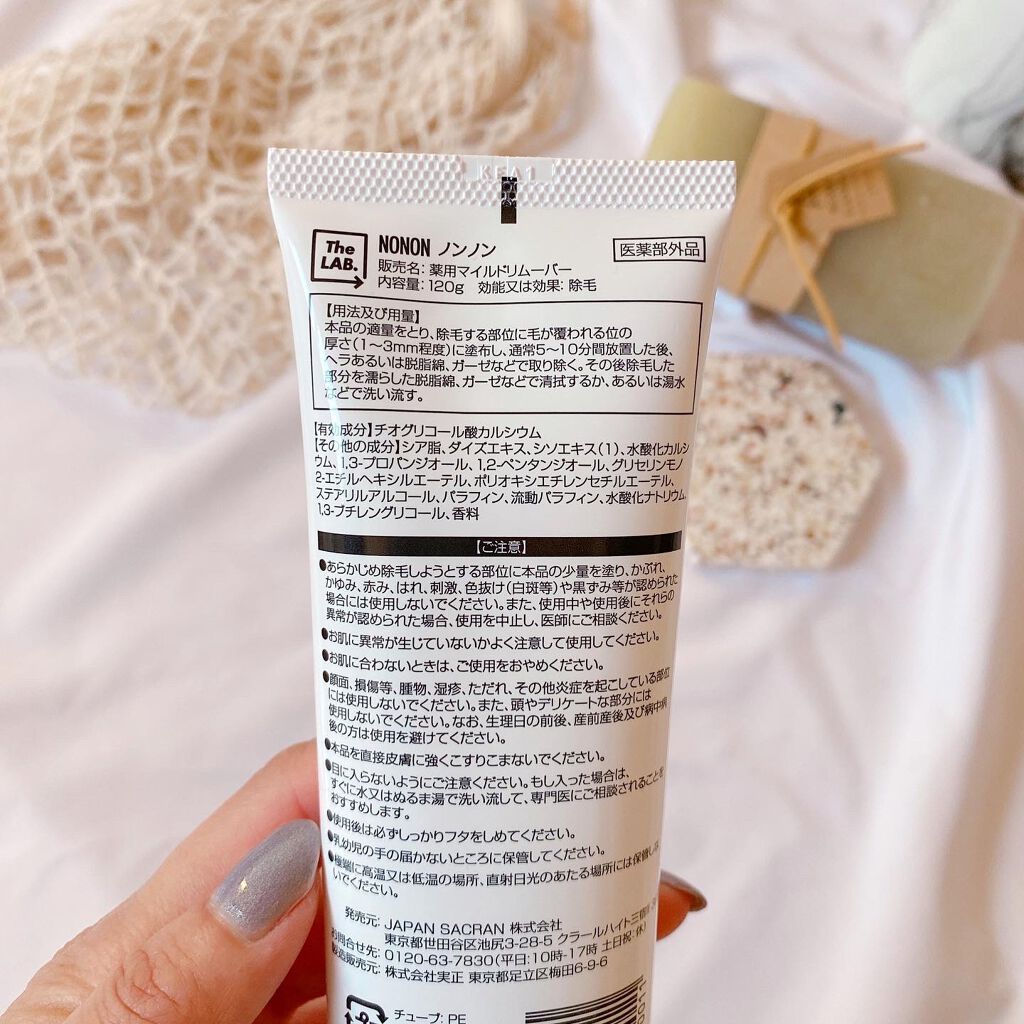 KFA1
The LAB.
NONON ノンノン
医薬部外品
販売名: 薬用マイルドリムーバー
内容量: 120g 効能又は効果: 除毛
【用法及び用量】
本品の適量をとり、除毛する部位に毛が覆われる位の
厚さ(1～3mm程度)に塗布し、通常5～10分間放置した後、
ヘラあるいは脱脂綿、ガーゼなどで取り除く。その後除毛した
部分を濡らした脱脂綿、ガーゼなどで清拭するか、あるいは湯水
などで洗い流す。
【有効成分】チオグリコール酸カルシウム
【その他の成分】シア脂、ダイズエキス、シソエキス(1)、水酸化カルシ
ウム、1,3-プロパンジオール、1,2-ペンタンジオール、グリセリンモノ
2-エチルヘキシルエーテル、ポリオキシエチレンセチルエーテル、
ステアリルアルコール、パラフィン、流動パラフィン、水酸化ナトリウム、
1,3-ブチレングリコール、香料
【ご注意】
●あらかじめ除毛しようとする部位に本品の少量を塗り、かぶれ、
かゆみ、赤み、はれ、刺激、色抜け(白斑等)や黒ずみ等が認められた
場合には使用しないでください。また、使用中や使用後にそれらの
異常が認められた場合、使用を中止し、医師にご相談ください。
●お肌に異常が生じていないかよく注意して使用してください。
●お肌に合わないときは、ご使用をおやめください。
●顔面、損傷等、腫物、湿疹、ただれ、その他炎症を起こしている部位
には使用しないでください。また、頭やデリケートな部分には
使用しないでください。なお、生理日の前後、産前産後及び病中病
後の方は使用を避けてください。
●本品を直接皮膚に強くこすりこまないでください。
●目に入らないようにご注意ください。もし入った場合は、
すぐに水又はぬるま湯で洗い流して、専門医にご相談されることを
おすすめします。
●使用後は必ずしっかりフタをしめてください。
●乳幼児の手の届かないところに保管してください。
●極端に高温又は低温の場所、直射日光のあたる場所には保管しな
いでください。
発売元: JAPAN SACRAN 株式会社
東京都世田谷区池尻3-28-5 クラールハイト三宿
お問合せ先: 0120-63-7830(平日:10時-17時 土日祝:休)
製造販売元: 株式会社実正 東京都足立区梅田6-9-6
チューブ: PE